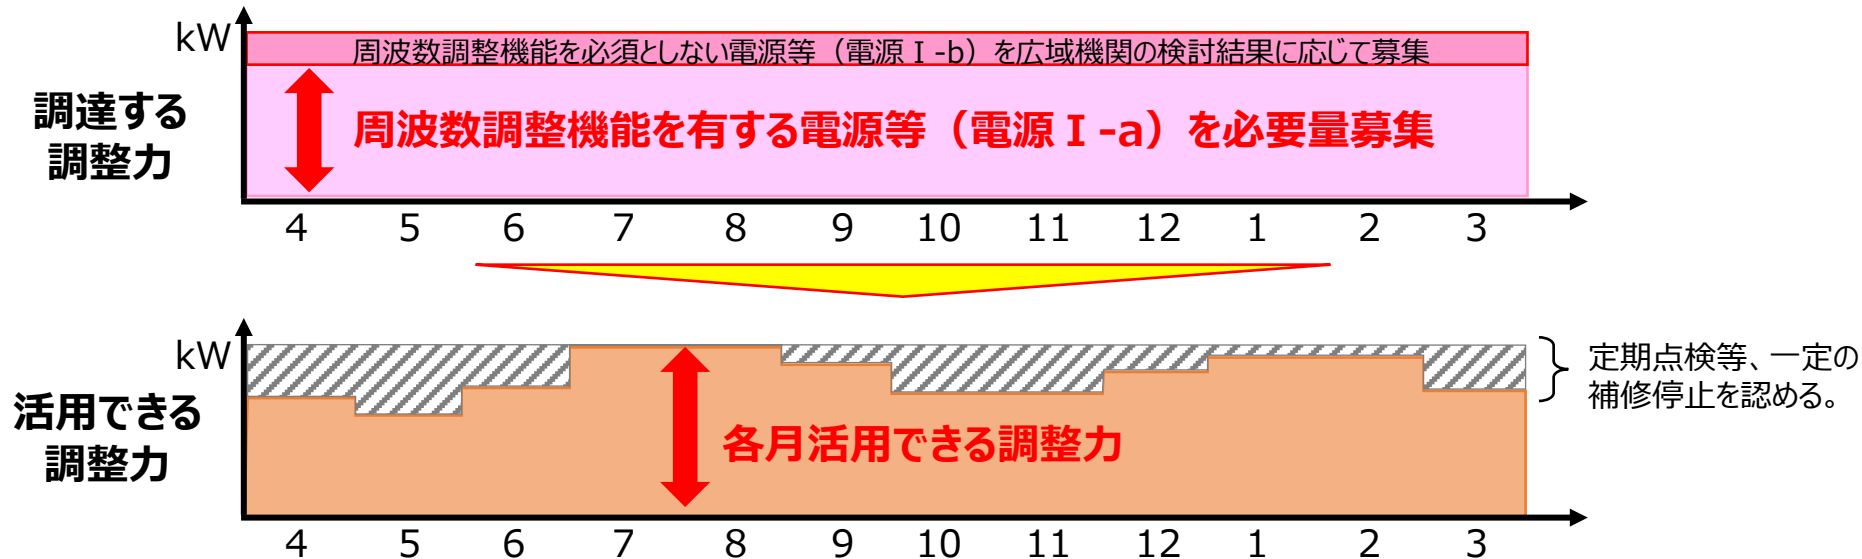 kW
周波数調整機能を必須としない電源等（電源Ⅰ-b）を広域機関の検討結果に応じて募集
調達する
調整力
周波数調整機能を有する電源等（電源Ⅰ-a）を必要量募集
4 5 6 7 8 9 10 11 12 1 2 3
kW
定期点検等、一定の
補修停止を認める。
活用できる
調整力
各月活用できる調整力
4 5 6 7 8 9 10 11 12 1 2 3